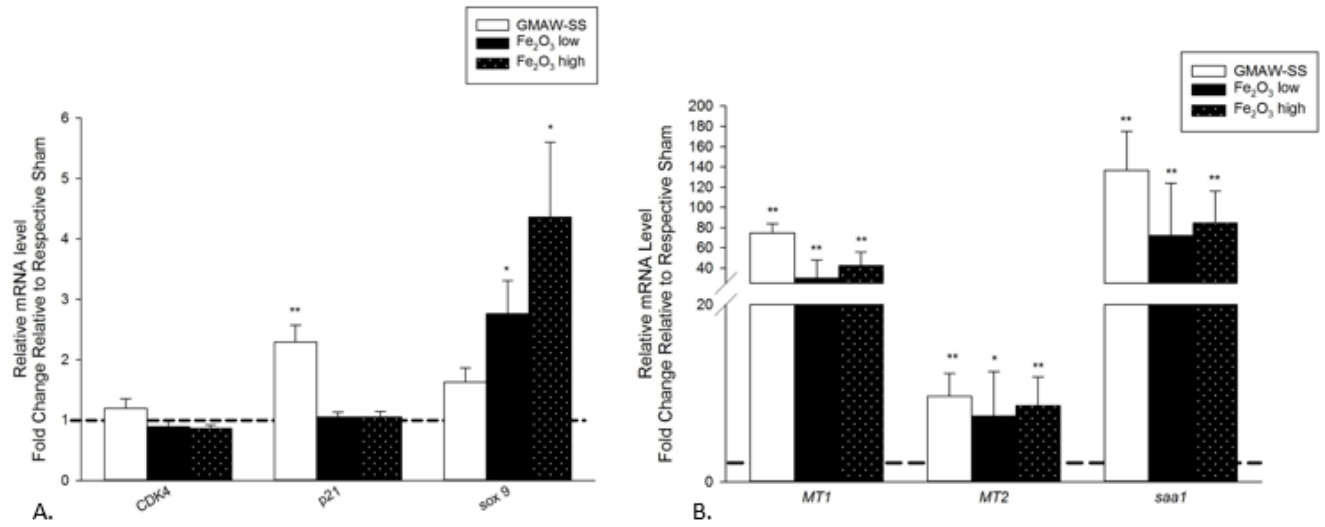 GMAW-SS
Fe₂O₃ low
Fe₂O₃ high
Relative mRNA level
Fold Change Relative to Respective Sham
6
5
4
3
2
1
0
**
*
*
CDK4
p21
sox 9
A.
GMAW-SS
Fe₂O₃ low
Fe₂O₃ high
Relative mRNA Level
Fold Change Relative to Respective Sham
200
180
160
140
120
100
80
60
40
20
0
**
**
**
**
*
**
**
**
**
MT1
MT2
saa1
B.